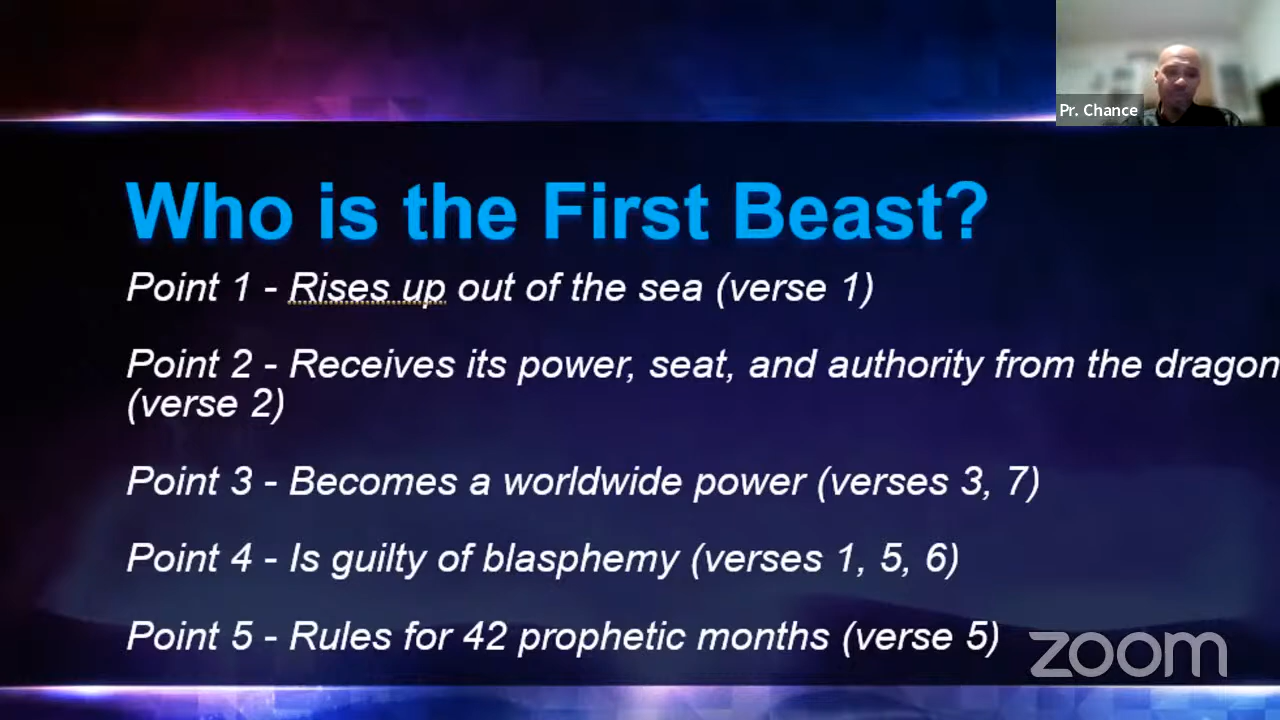 Pr. Chance
Who is the First Beast?
Point 1 - Rises up out of the sea (verse 1)
Point 2 - Receives its power, seat, and authority from the dragon
(verse 2)
Point 3 - Becomes a worldwide power (verses 3, 7)
Point 4 - Is guilty of blasphemy (verses 1, 5, 6)
Point 5 - Rules for 42 prophetic months (verse 5)
zoom